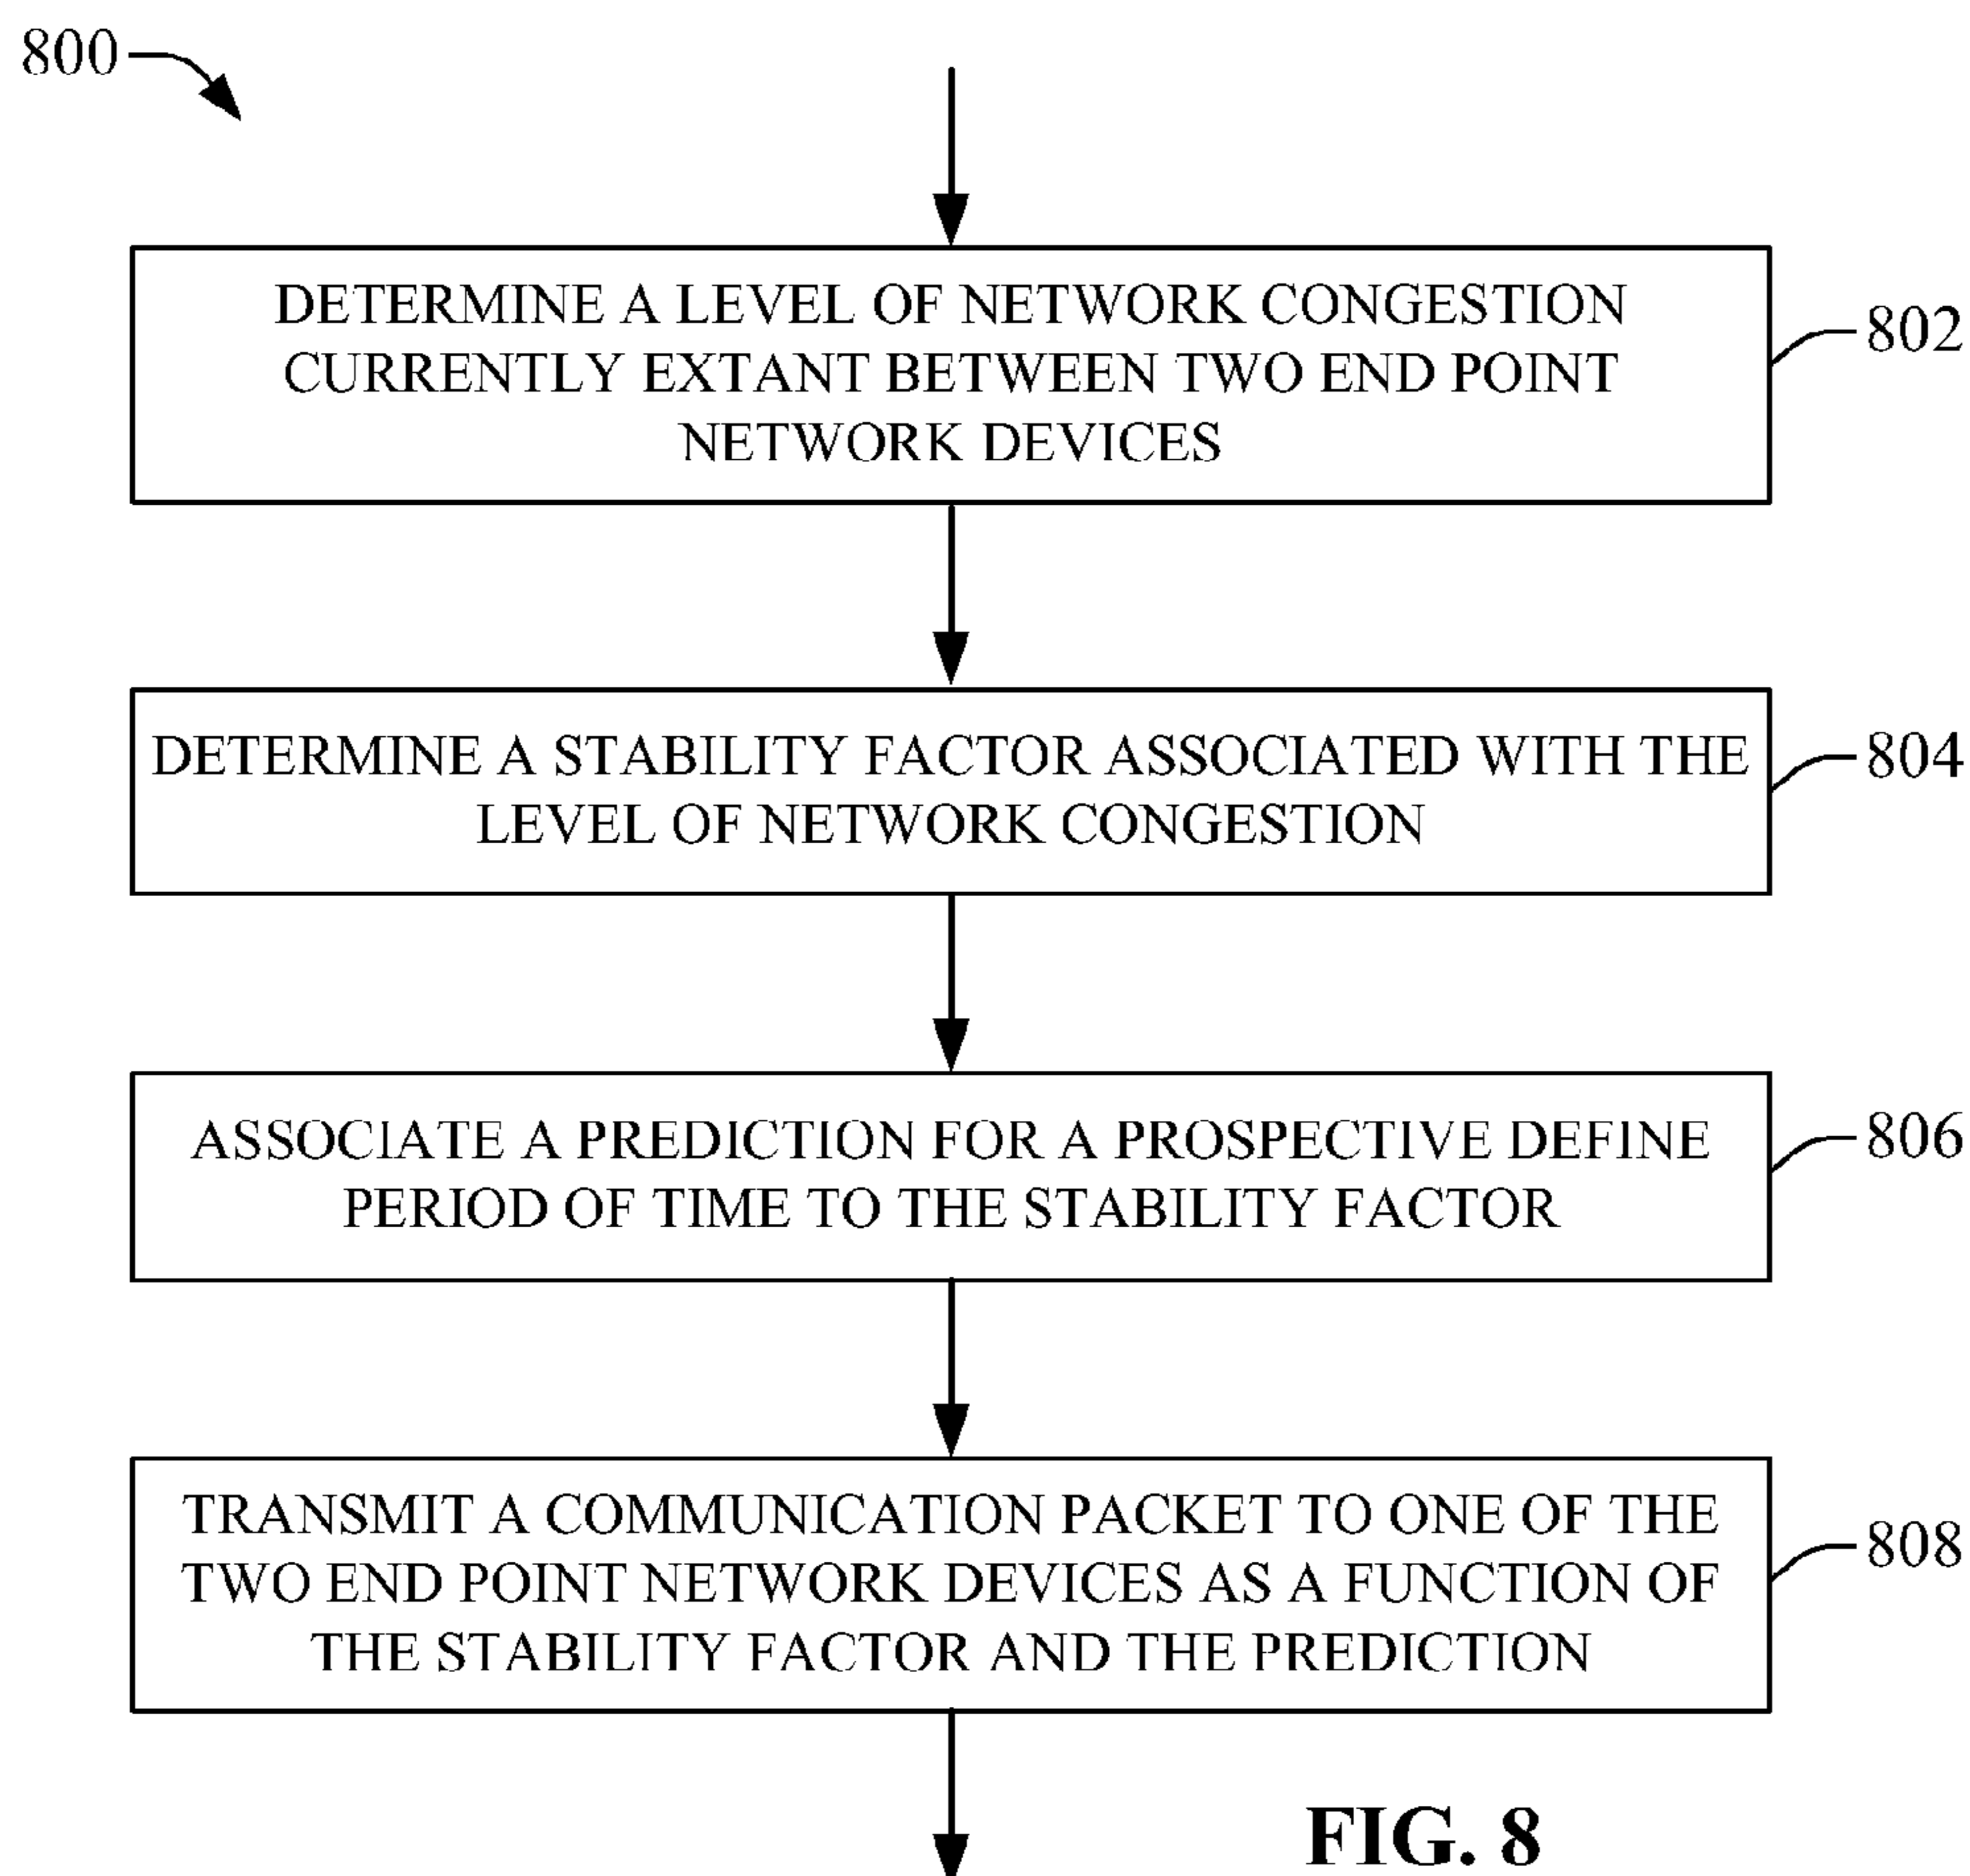 800
DETERMINE A LEVEL OF NETWORK CONGESTION
CURRENTLY EXTANT BETWEEN TWO END POINT
NETWORK DEVICES
802
DETERMINE A STABILITY FACTOR ASSOCIATED WITH THE
LEVEL OF NETWORK CONGESTION
804
ASSOCIATE A PREDICTION FOR A PROSPECTIVE DEFINE
PERIOD OF TIME TO THE STABILITY FACTOR
806
TRANSMIT A COMMUNICATION PACKET TO ONE OF THE
TWO END POINT NETWORK DEVICES AS A FUNCTION OF
THE STABILITY FACTOR AND THE PREDICTION
808
FIG. 8